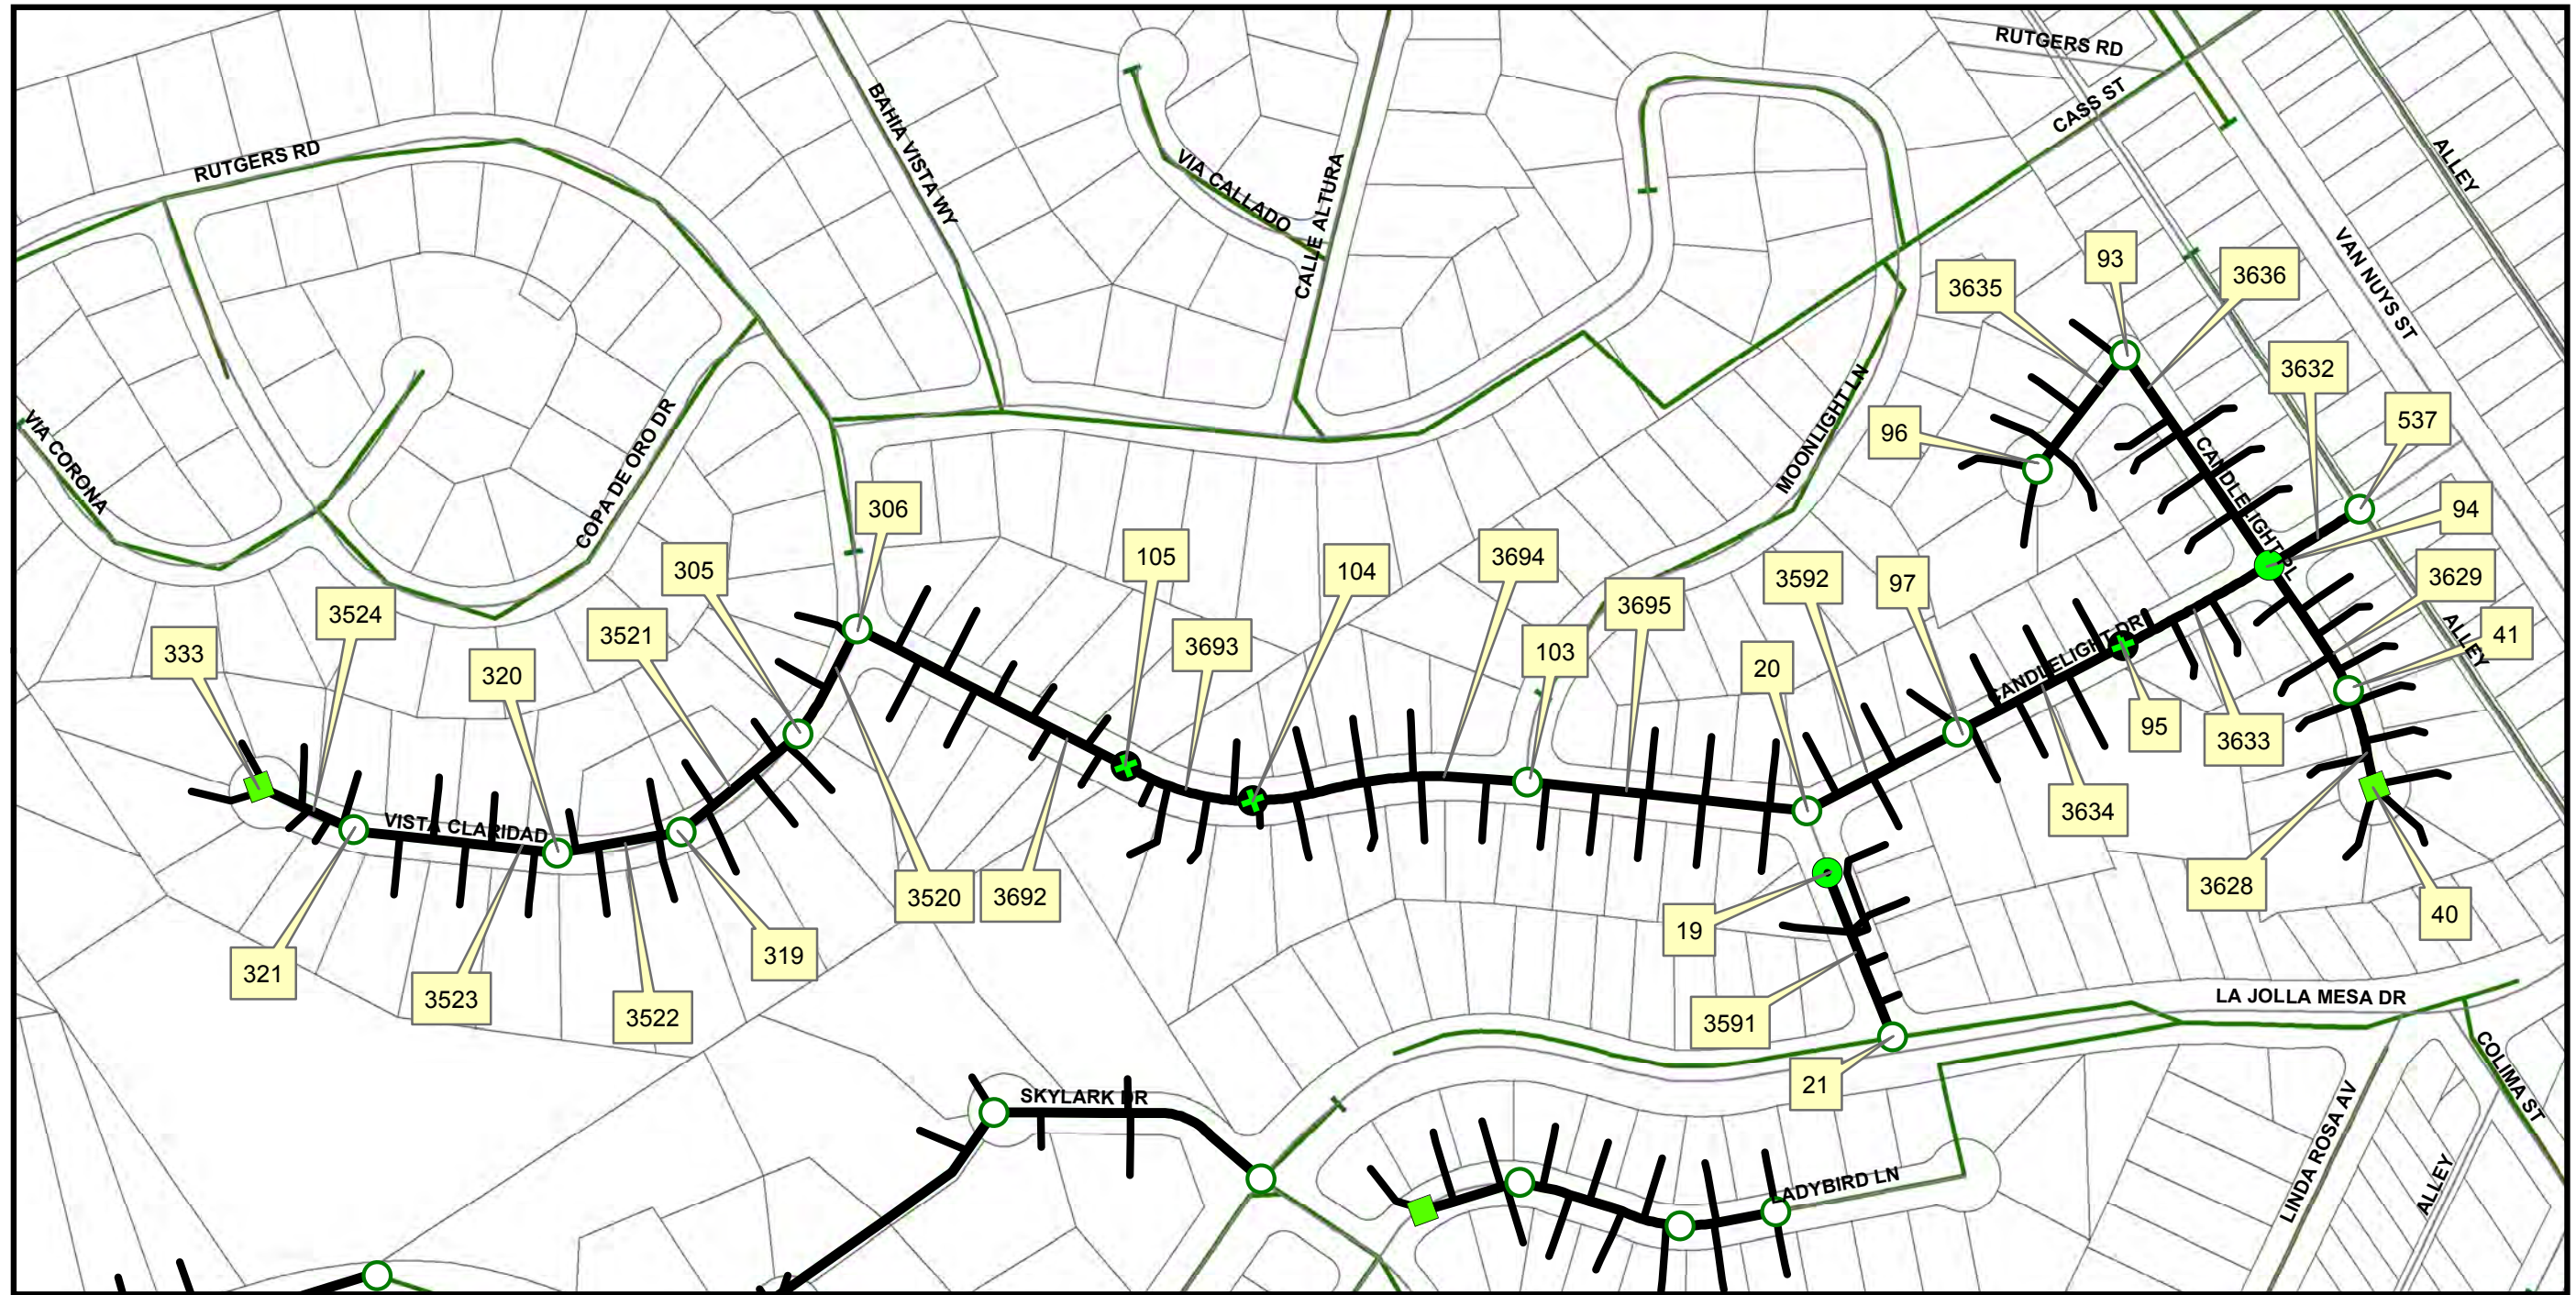 RUTGERS RD
CASS ST
ALLEY
BAHIA VISTA WY
VIA CALLADO
CALLE ALTURA
RUTGERS RD
VAN NUYS ST
93
3636
3635
3632
537
96
MOONLIGHT LN
CANDLELIGHT PL
VIA CORONA
COPA DE ORO DR
306
94
105
104
3694
3592
97
3629
305
3695
3524
3521
41
ALLEY
333
3693
103
20
CANDLELIGHT DR
320
95
3633
3634
VISTA CLARIDAD
3520
3692
3628
40
19
321
319
3523
3522
3591
LA JOLLA MESA DR
21
COLIMA ST
SKYLARK DR
LINDA ROSA AV
ALLEY
LADYBIRD LN